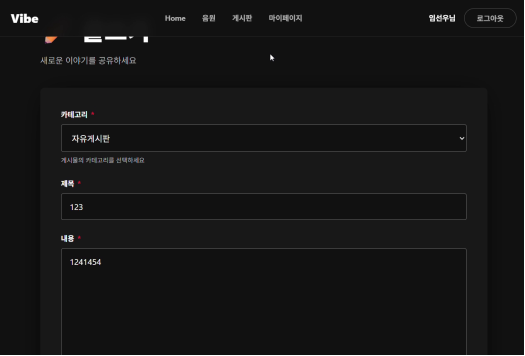 Vibe
Home 음원 게시판 마이페이지
임선우님 로그아웃
새로운 이야기를 공유하세요
카테고리 *
자유게시판
게시물의 카테고리를 선택하세요
제목 *
123
내용 *
1241454